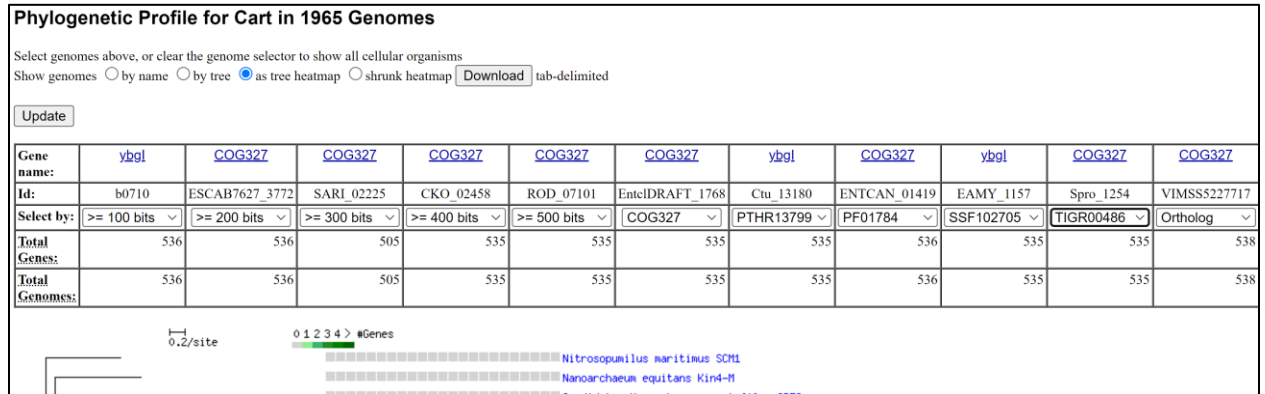 Phylogenetic Profile for Cart in 1965 Genomes
Select genomes above, or clear the genome selector to show all cellular organisms
Show genomes by name by tree as tree heatmap shrunk heatmap Download tab-delimited
Update
Gene name: ybgI COG327 COG327 COG327 COG327 COG327 ybgI COG327 ybgI COG327 COG327
Id: b0710 ESCAB7627_3772 SARI_02225 CKO_02458 ROD_07101 EntclDRAFT_1768 Ctu_13180 ENTCAN_01419 EAMY_1157 Spro_1254 VIMSS5227717
Select by: >= 100 bits >= 200 bits >= 300 bits >= 400 bits >= 500 bits COG327 PTHR13799 PF01784 SSF102705 TIGR00486 Ortholog
Total Genes: 536 536 505 535 535 535 535 536 535 535 538
Total Genomes: 536 536 505 535 535 535 535 536 535 535 538
0.2/site 0 1 2 3 4 > #Genes
Nitrosopumilus maritimus SCM1
Nanoarchaeum equitans Kin4-M